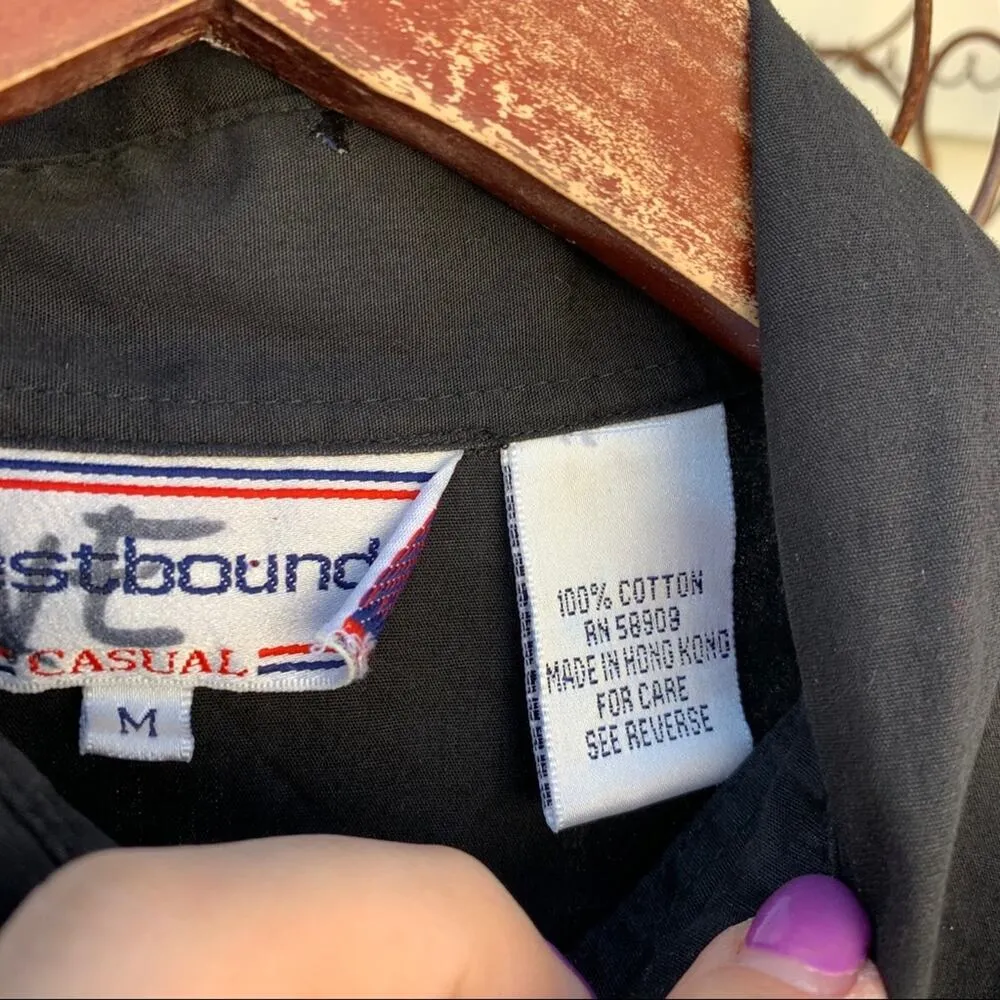 stbound
CASUAL
M
100% COTTON
RN 58909
MADE IN HONG KONG
FOR CARE
SEE REVERSE